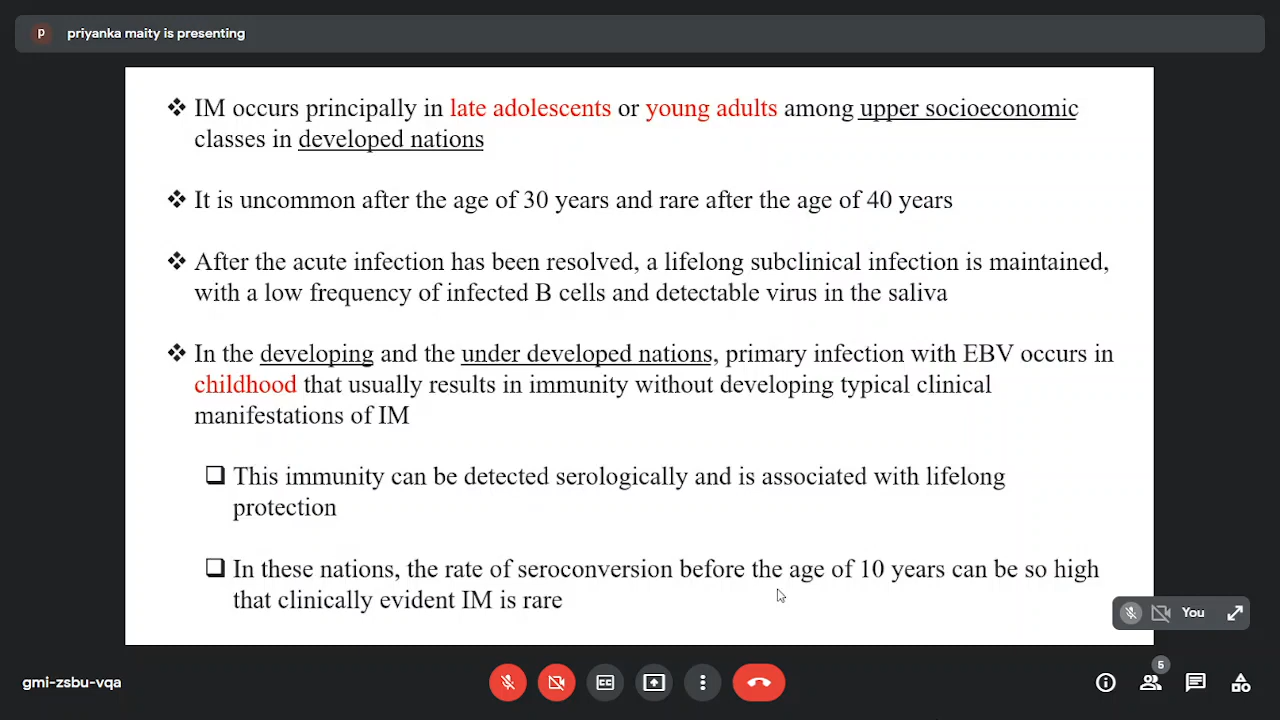 p priyanka maity is presenting
❖ IM occurs principally in late adolescents or young adults among upper socioeconomic
classes in developed nations
❖ It is uncommon after the age of 30 years and rare after the age of 40 years
❖ After the acute infection has been resolved, a lifelong subclinical infection is maintained,
with a low frequency of infected B cells and detectable virus in the saliva
❖ In the developing and the under developed nations, primary infection with EBV occurs in
childhood that usually results in immunity without developing typical clinical
manifestations of IM
❑ This immunity can be detected serologically and is associated with lifelong
protection
❑ In these nations, the rate of seroconversion before the age of 10 years can be so high
that clinically evident IM is rare
You
gmi-zsbu-vqa
CC
5